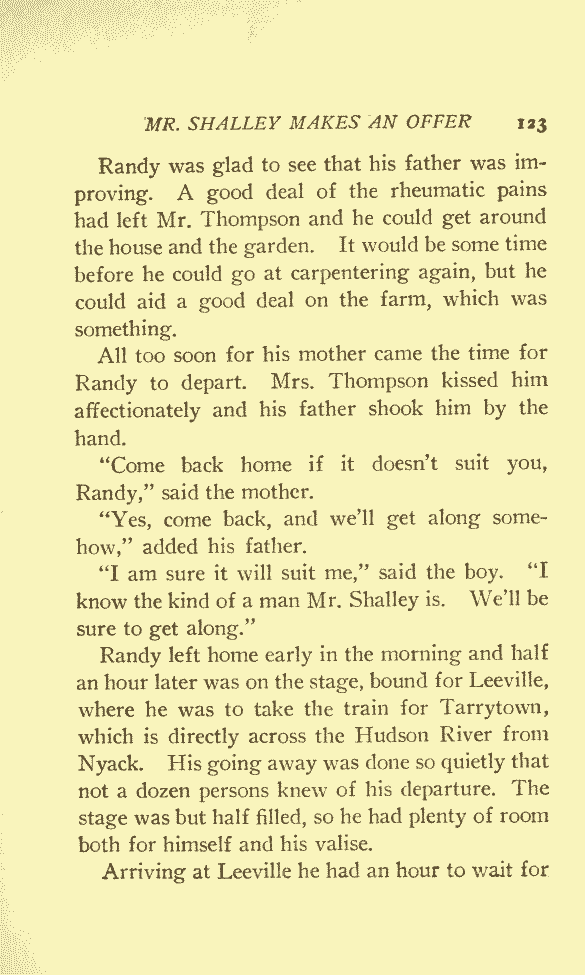 MR. SHALLEY MAKES AN OFFER 123
Randy was glad to see that his father was im-
proving. A good deal of the rheumatic pains
had left Mr. Thompson and he could get around
the house and the garden. It would be some time
before he could go at carpentering again, but he
could aid a good deal on the farm, which was
something.
All too soon for his mother came the time for
Randy to depart. Mrs. Thompson kissed him
affectionately and his father shook him by the
hand.
“Come back home if it doesn’t suit you,
Randy,” said the mother.
“Yes, come back, and we’ll get along some-
how,” added his father.
“I am sure it will suit me,” said the boy. “I
know the kind of a man Mr. Shalley is. We’ll be
sure to get along.”
Randy left home early in the morning and half
an hour later was on the stage, bound for Leeville,
where he was to take the train for Tarrytown,
which is directly across the Hudson River from
Nyack. His going away was done so quietly that
not a dozen persons knew of his departure. The
stage was but half filled, so he had plenty of room
both for himself and his valise.
Arriving at Leeville he had an hour to wait for